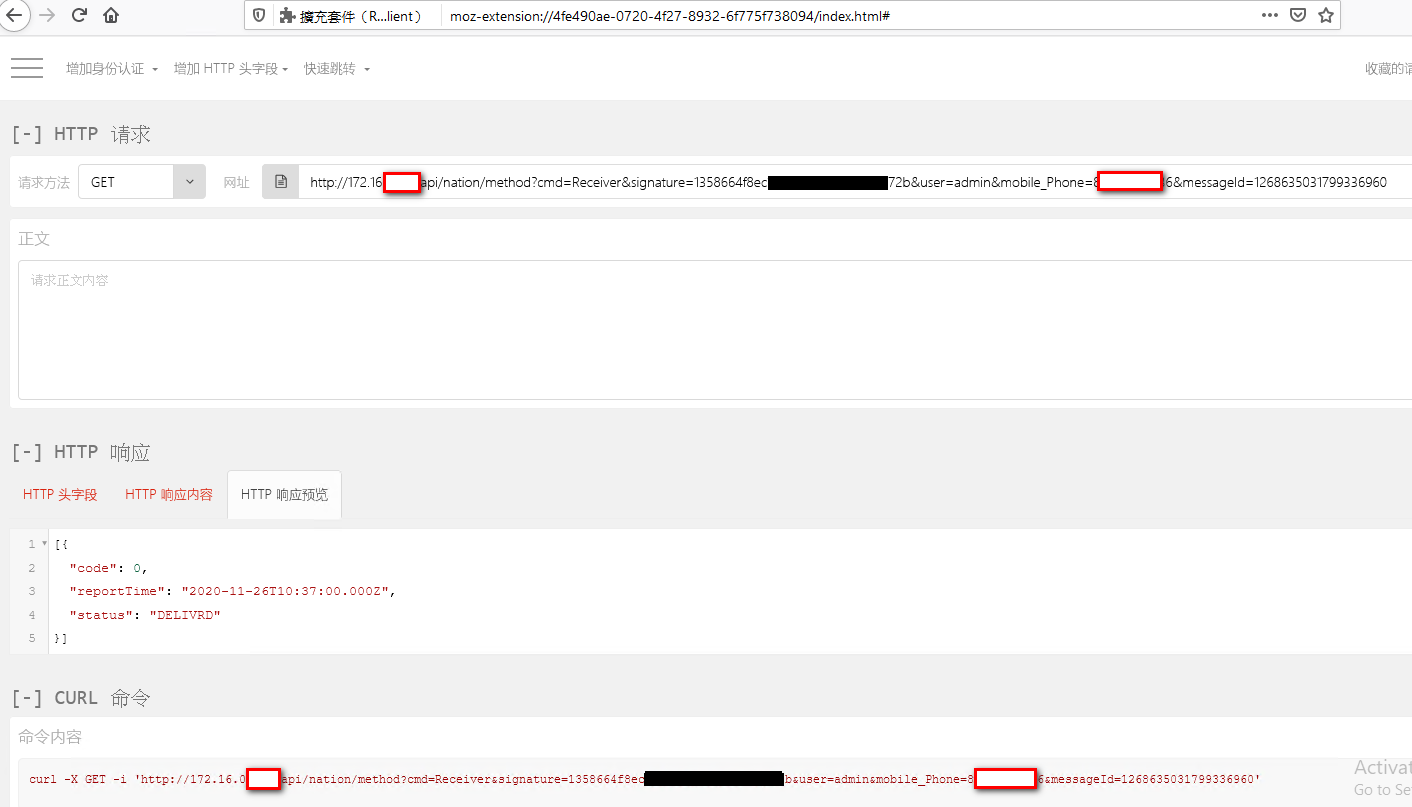 擴充套件（R...lient） moz-extension://4fe490ae-0720-4f27-8932-6f775f738094/index.html#
增加身份认证 增加 HTTP 头字段 快速跳转 收藏的请
[-] HTTP 请求
请求方法 GET 网址 http://172.16 api/nation/method?cmd=Receiver&signature=1358664f8ec 72b&user=admin&mobile_Phone=8 6&messageId=1268635031799336960
正文
请求正文内容
[-] HTTP 响应
HTTP 头字段 HTTP 响应内容 HTTP 响应预览
1 [{
2 "code": 0,
3 "reportTime": "2020-11-26T10:37:00.000Z",
4 "status": "DELIVRD"
5 }]
[-] CURL 命令
命令内容
curl -X GET -i 'http://172.16.0 api/nation/method?cmd=Receiver&signature=1358664f8ec b&user=admin&mobile_Phone=8 6&messageId=1268635031799336960'
Activat
Go to Se